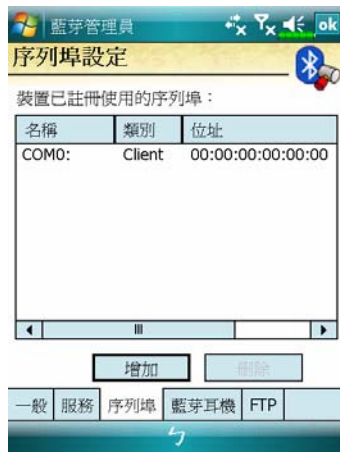 藍芽管理員 ok
序列埠設定
裝置已註冊使用的序列埠：
名稱 類別 位址
COM0: Client 00:00:00:00:00:00
增加 刪除
一般 服務 序列埠 藍芽耳機 FTP
ㄅ